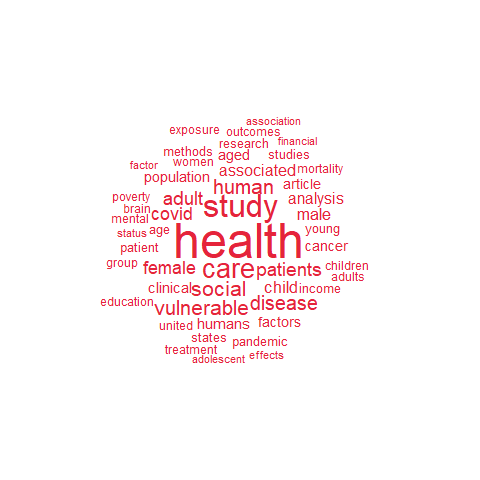 association
exposure outcomes
research financial
methods aged studies
factor women associated mortality
population human article
poverty adult study analysis
brain covid male
mental
status age health young
patient cancer
group female care patients children
adults
clinical social child income
education vulnerable disease
united humans factors
states pandemic
treatment effects
adolescent